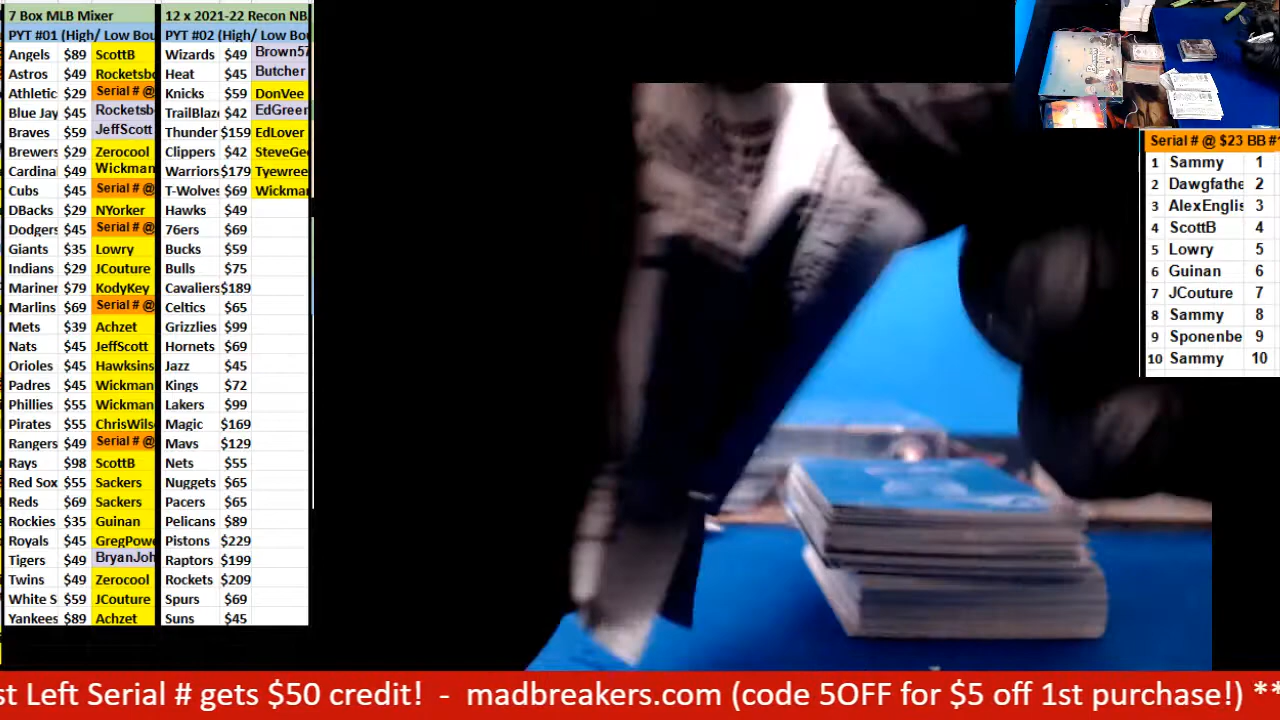 7 Box MLB Mixer
PYT #01 (High/ Low Bou
Angels $89 ScottB
Astros $49 Rocketsbo
Athletic $29 Serial # @
Blue Jay $45 Rocketsb
Braves $59 JeffScott
Brewers $29 Zerocool
Cardinal $49 Wickman
Cubs $45 Serial # @
DBacks $29 NYorker
Dodgers $45 Serial # @
Giants $35 Lowry
Indians $29 JCouture
Mariner $79 KodyKey
Marlins $69 Serial # @
Mets $39 Achzet
Nats $45 JeffScott
Orioles $45 Hawksins
Padres $45 Wickman
Phillies $55 Wickman
Pirates $55 ChrisWils
Rangers $49 Serial # @
Rays $98 ScottB
Red Sox $55 Sackers
Reds $69 Sackers
Rockies $35 Guinan
Royals $45 GregPow
Tigers $49 BryanJoh
Twins $49 Zerocool
White S $59 JCouture
Yankees $89 Achzet
12 x 2021-22 Recon NB
PYT #02 (High/ Low Bou
Wizards $49 Brown57
Heat $45 Butcher
Knicks $59 DonVee
TrailBlaz $42 EdGreer
Thunder $159 EdLover
Clippers $42 SteveGe
Warriors $179 Tyewree
T-Wolves $69 Wickma
Hawks $49
76ers $69
Bucks $59
Bulls $75
Cavaliers $189
Celtics $65
Grizzlies $99
Hornets $69
Jazz $45
Kings $72
Lakers $99
Magic $169
Mavs $129
Nets $55
Nuggets $65
Pacers $65
Pelicans $89
Pistons $229
Raptors $199
Rockets $209
Spurs $69
Suns $45
Serial # @ $23 BB #
1 Sammy 1
2 Dawgfathe 2
3 AlexEnglis 3
4 ScottB 4
5 Lowry 5
6 Guinan 6
7 JCouture 7
8 Sammy 8
9 Sponenbe 9
10 Sammy 10
st Left Serial # gets $50 credit! - madbreakers.com (code 5OFF for $5 off 1st purchase!) **